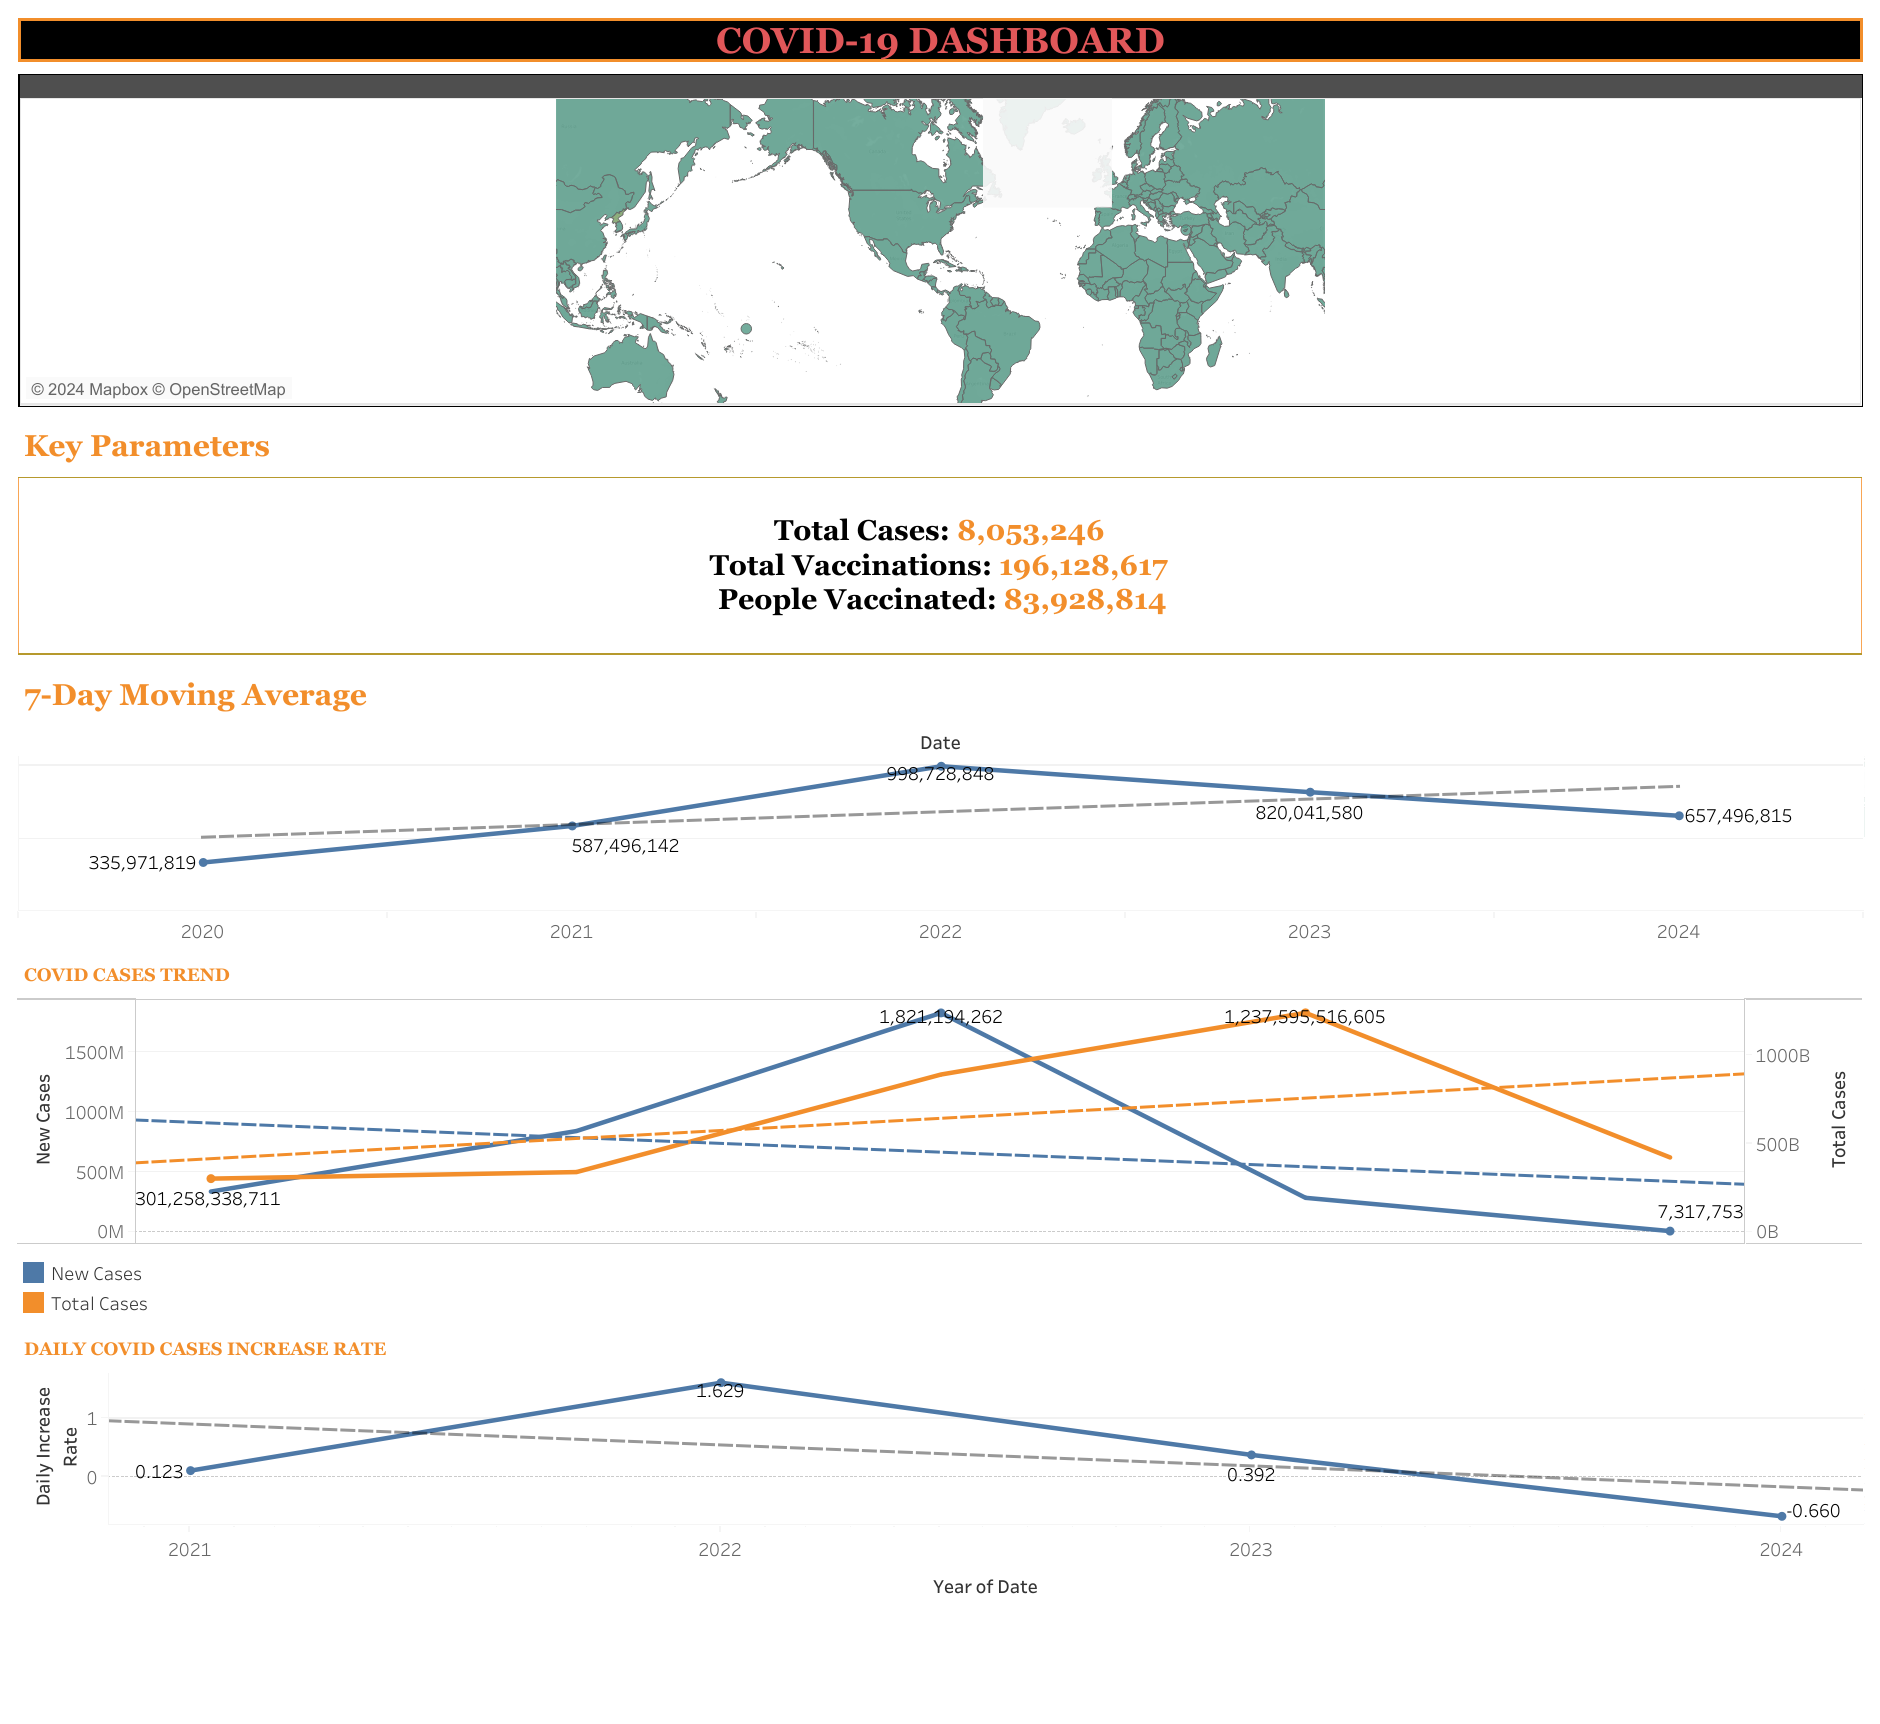 COVID-19 DASHBOARD
© 2024 Mapbox © OpenStreetMap
Key Parameters
Total Cases: 8,053,246
Total Vaccinations: 196,128,617
People Vaccinated: 83,928,814
7-Day Moving Average
Date
998,728,848
820,041,580
657,496,815
587,496,142
335,971,819
2020 2021 2022 2023 2024
COVID CASES TREND
1,821,194,262 1,237,595,516,605
1500M 1000B
New Cases
Total Cases
1000M
500M 500B
301,258,338,711
7,317,753
0M 0B
New Cases
Total Cases
DAILY COVID CASES INCREASE RATE
Daily Increase
Rate
1.629
1
0.123
0.392
0
-0.660
2021 2022 2023 2024
Year of Date